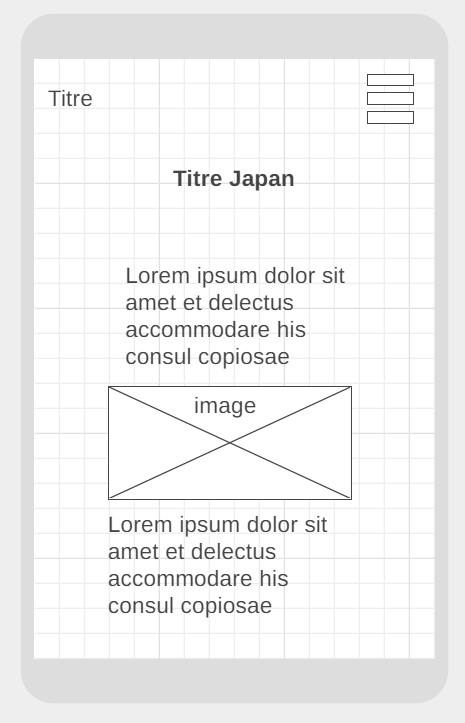 Titre
Titre Japan
Lorem ipsum dolor sit
amet et delectus
accommodare his
consul copiosae
image
Lorem ipsum dolor sit
amet et delectus
accommodare his
consul copiosae